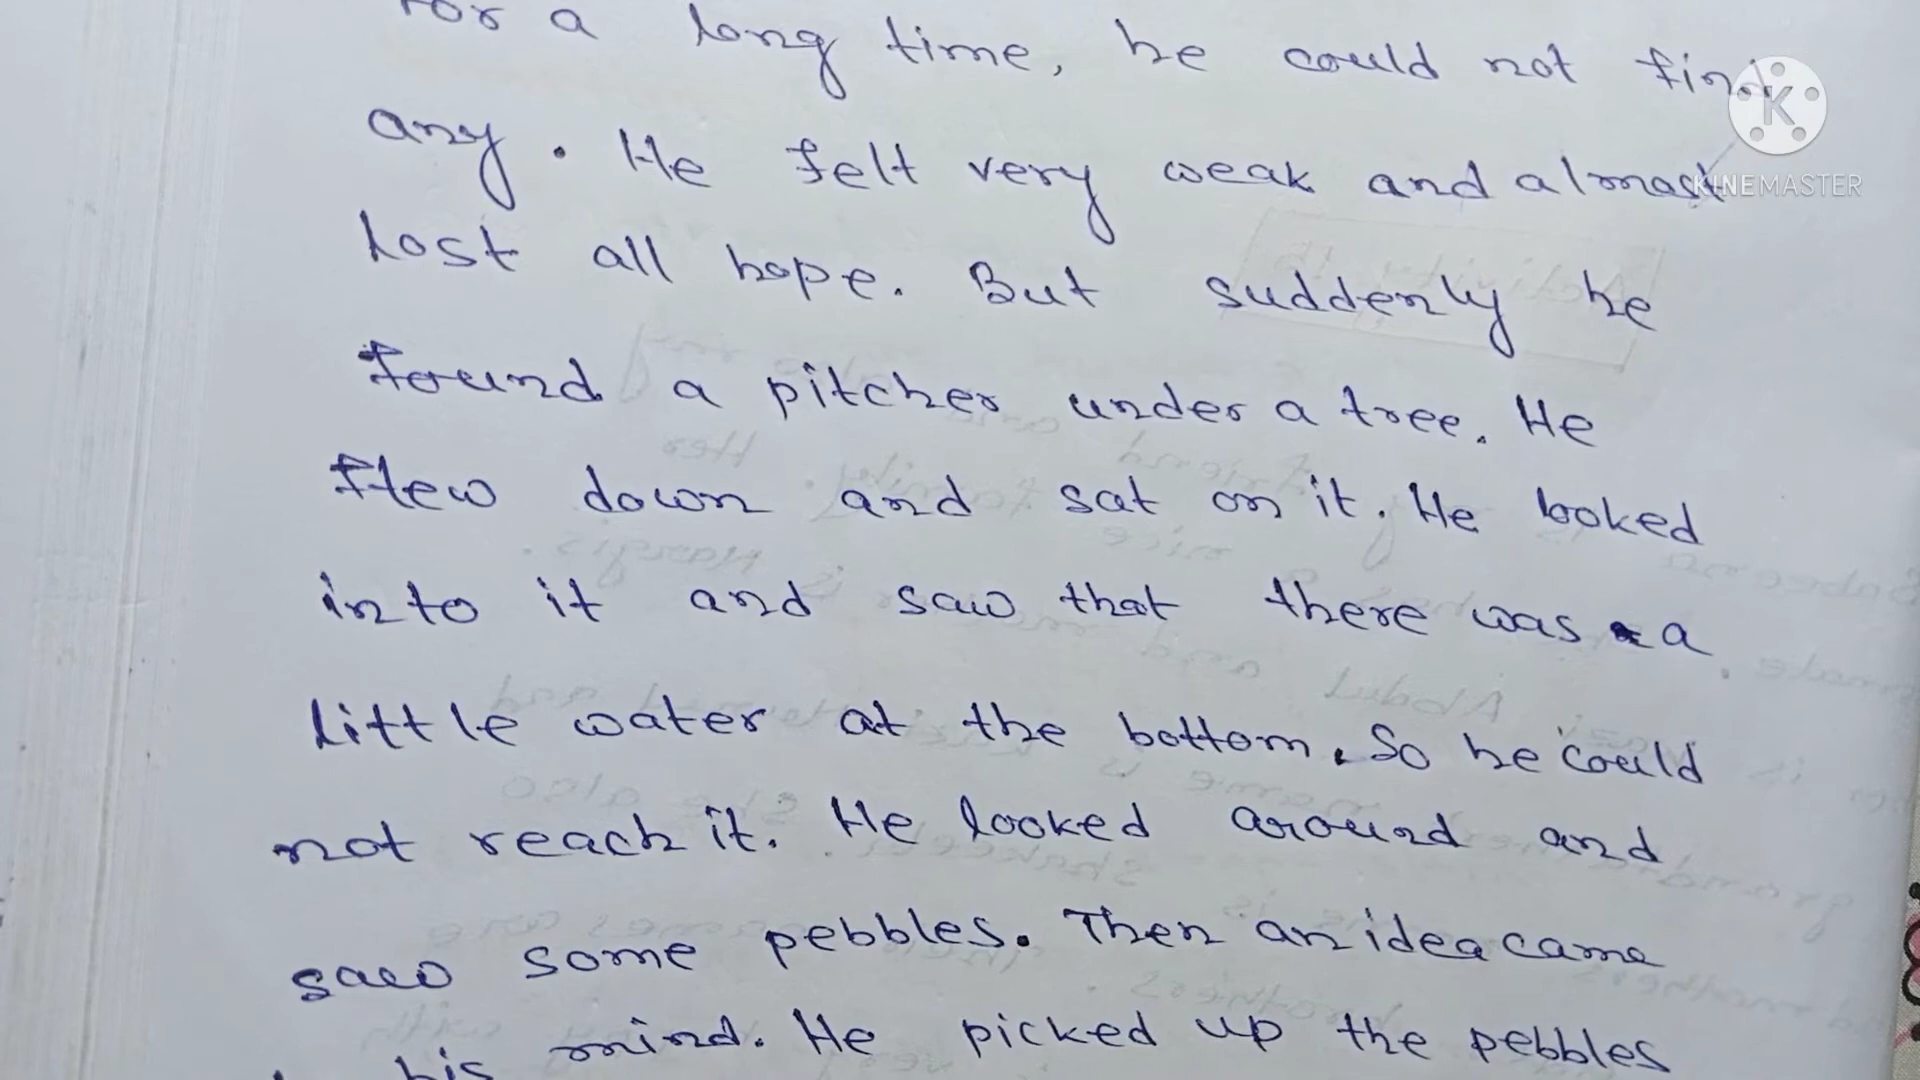 For a long time, he could not find
any. He felt very weak and almost
lost all hope. But suddenly he
found a pitcher under a tree. He
flew down and sat on it. He looked
into it and saw that there was a
little water at the bottom. So he could
not reach it. He looked around and
saw some pebbles. Then an idea came
his mind. He picked up the pebbles
KINEMASTER